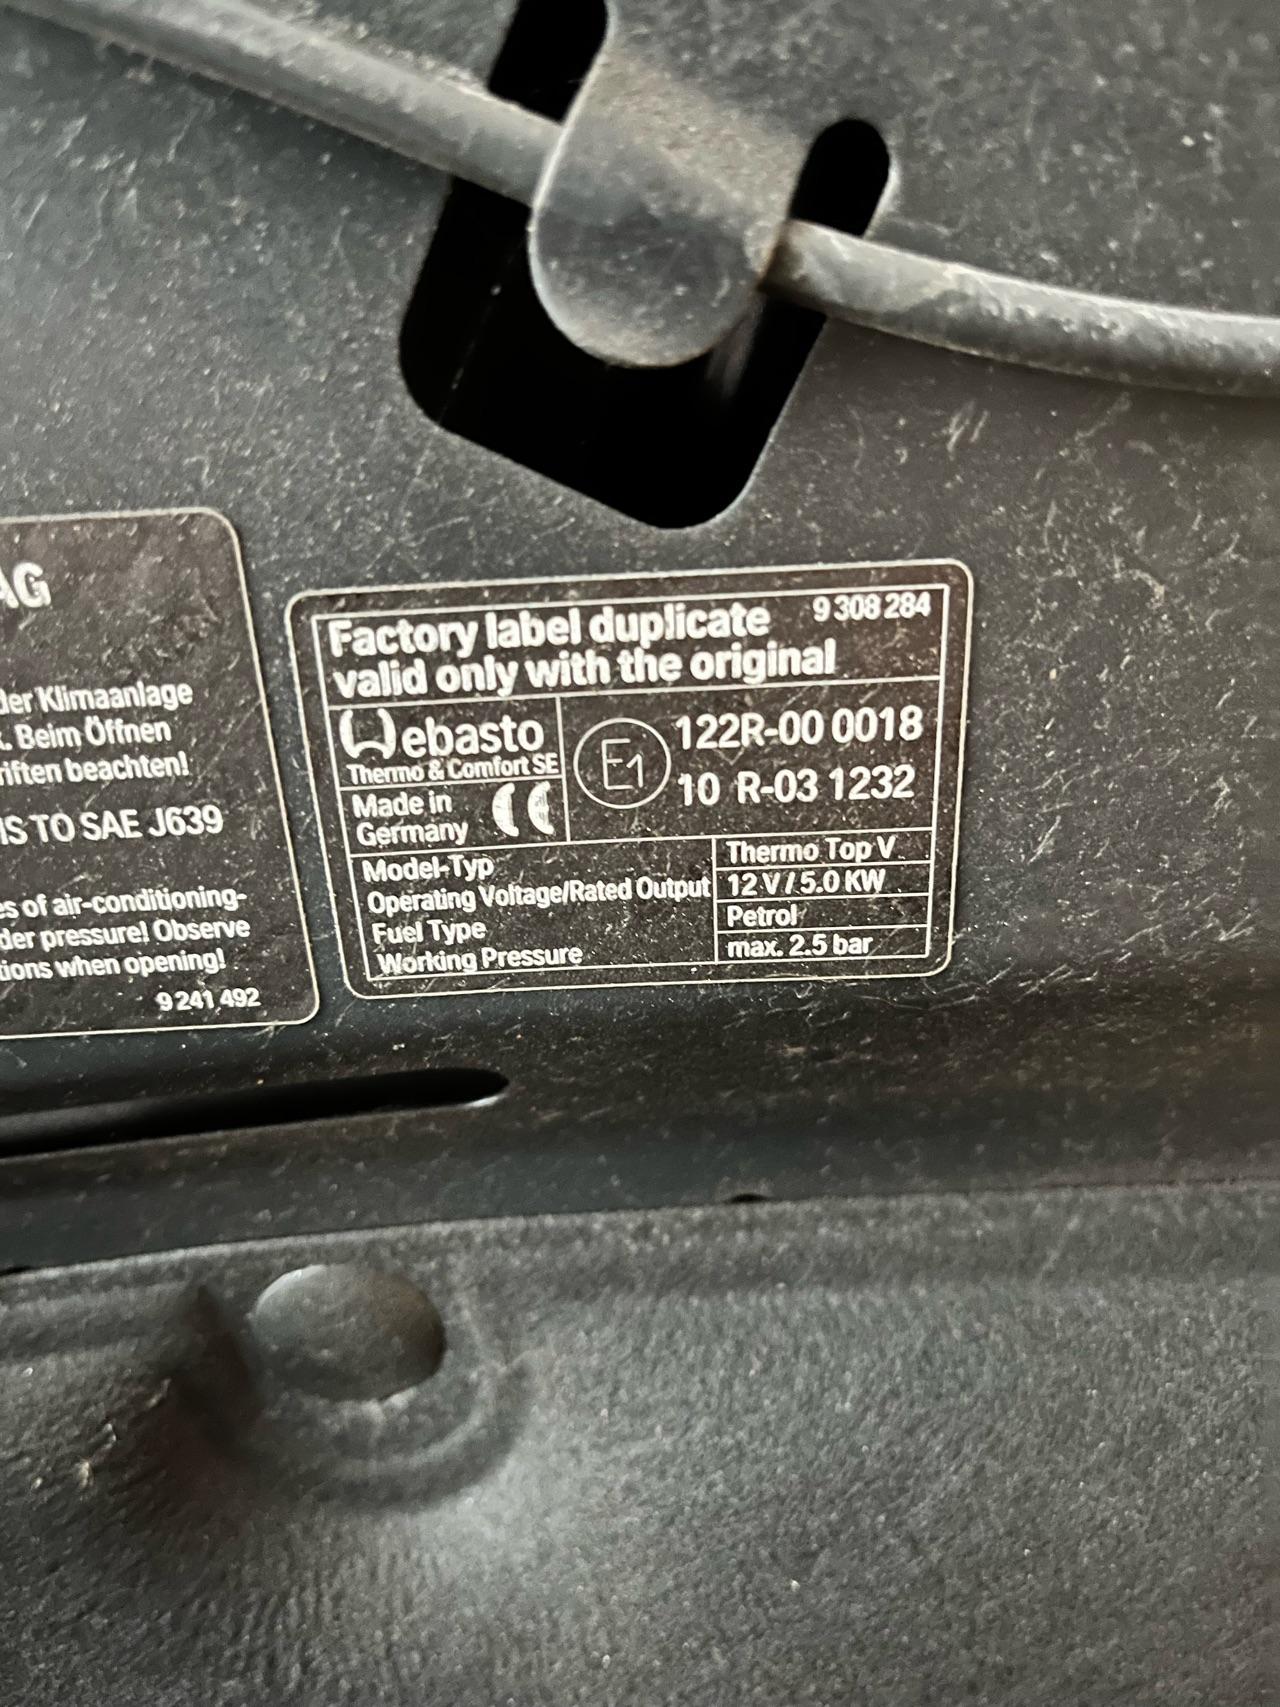 AG
der Klimaanlage
. Beim Öffnen
riften beachten!
IS TO SAE J639
es of air-conditioning-
der pressure! Observe
tions when opening!
9 241 492
Factory label duplicate 9 308 284
valid only with the original
Webasto
Thermo & Comfort SE
Made in
Germany
CE
E1
122R-00 0018
10 R-03 1232
Model-Typ Thermo Top V
Operating Voltage/Rated Output 12 V / 5.0 KW
Fuel Type Petrol
Working Pressure max. 2.5 bar